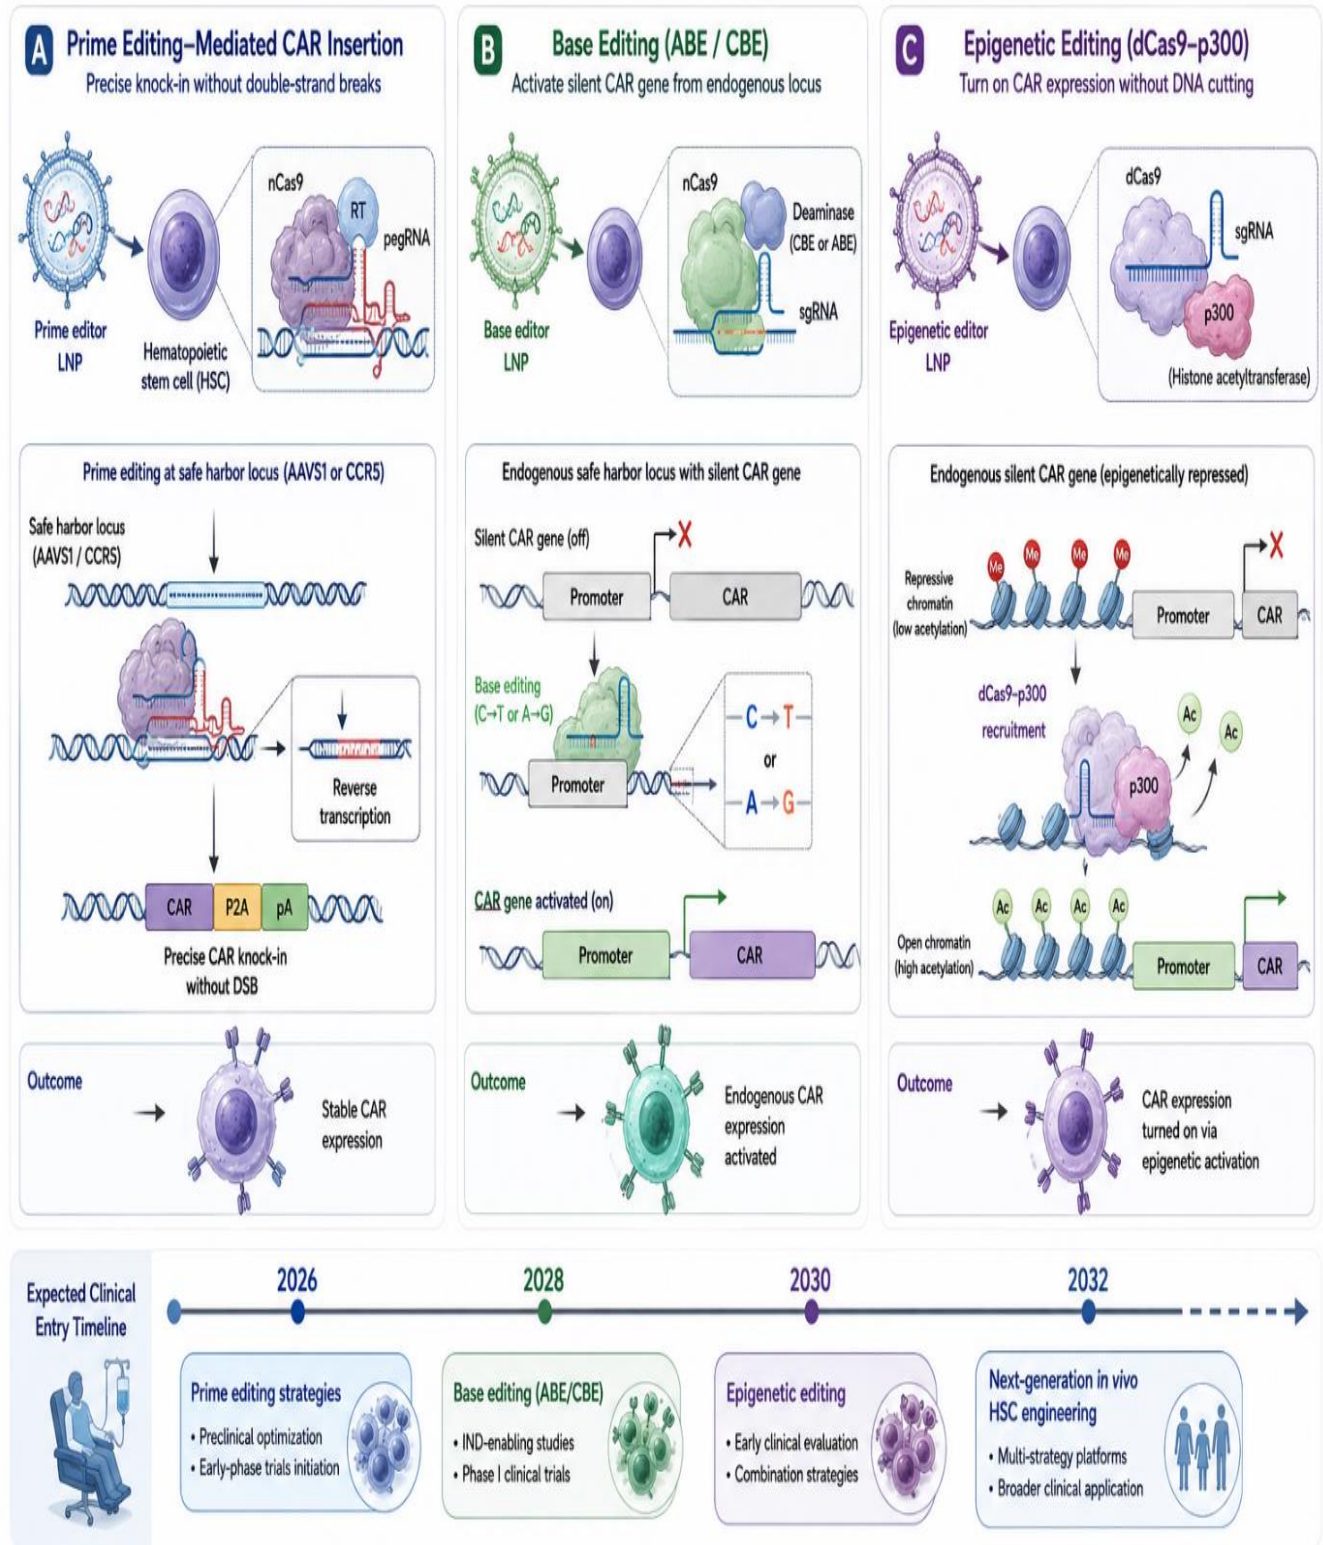 A Prime Editing–Mediated CAR Insertion
Precise knock-in without double-strand breaks
nCas9
RT
pegRNA
Prime editor
LNP
Hematopoietic
stem cell (HSC)
Prime editing at safe harbor locus (AAVS1 or CCR5)
Safe harbor locus
(AAVS1 / CCR5)
Reverse
transcription
CAR P2A pA
Precise CAR knock-in
without DSB
Outcome
Stable CAR
expression
B Base Editing (ABE / CBE)
Activate silent CAR gene from endogenous locus
nCas9
Deaminase
(CBE or ABE)
sgRNA
Base editor
LNP
Endogenous safe harbor locus with silent CAR gene
Silent CAR gene (off)
Promoter CAR
Base editing
(C→T or A→G)
Promoter
C → T
or
A → G
CAR gene activated (on)
Promoter CAR
Outcome
Endogenous CAR
expression
activated
C Epigenetic Editing (dCas9–p300)
Turn on CAR expression without DNA cutting
dCas9
sgRNA
p300
(Histone acetyltransferase)
Epigenetic editor
LNP
Endogenous silent CAR gene (epigenetically repressed)
Me Me Me Me
Repressive
chromatin
(low acetylation)
Promoter CAR
dCas9–p300
recruitment
Ac
Ac
p300
Ac Ac Ac Ac
Open chromatin
(high acetylation)
Promoter CAR
Outcome
CAR expression
turned on via
epigenetic activation
Expected Clinical
Entry Timeline
2026
Prime editing strategies
• Preclinical optimization
• Early-phase trials initiation
2028
Base editing (ABE/CBE)
• IND-enabling studies
• Phase I clinical trials
2030
Epigenetic editing
• Early clinical evaluation
• Combination strategies
2032
Next-generation in vivo
HSC engineering
• Multi-strategy platforms
• Broader clinical application